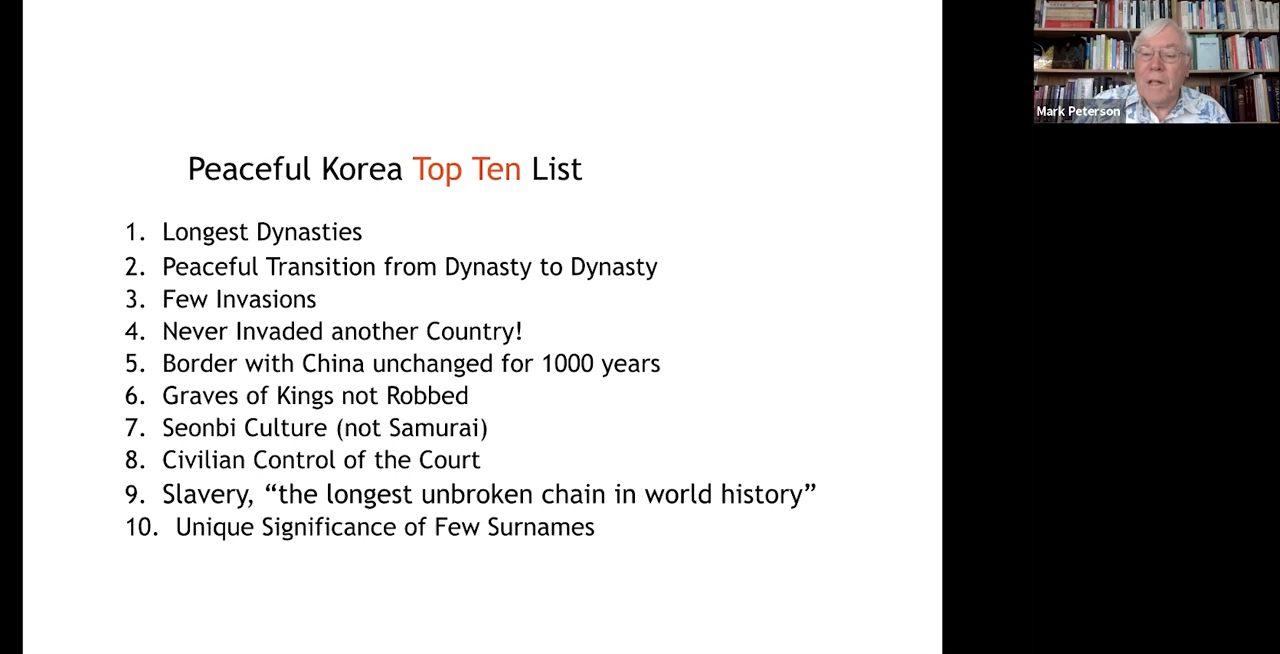 Peaceful Korea Top Ten List
1. Longest Dynasties
2. Peaceful Transition from Dynasty to Dynasty
3. Few Invasions
4. Never Invaded another Country!
5. Border with China unchanged for 1000 years
6. Graves of Kings not Robbed
7. Seonbi Culture (not Samurai)
8. Civilian Control of the Court
9. Slavery, “the longest unbroken chain in world history”
10. Unique Significance of Few Surnames
Mark Peterson